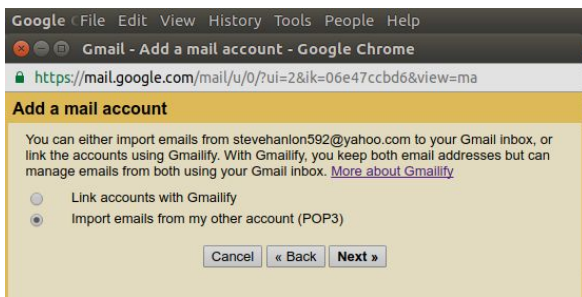 Google C File Edit View History Tools People Help
Gmail - Add a mail account - Google Chrome
https://mail.google.com/mail/u/0/?ui=2&ik=06e47ccbd6&view=ma
Add a mail account
You can either import emails from stevehanlon592@yahoo.com to your Gmail inbox, or
link the accounts using Gmailify. With Gmailify, you keep both email addresses but can
manage emails from both using your Gmail inbox. More about Gmailify
Link accounts with Gmailify
Import emails from my other account (POP3)
Cancel « Back Next »